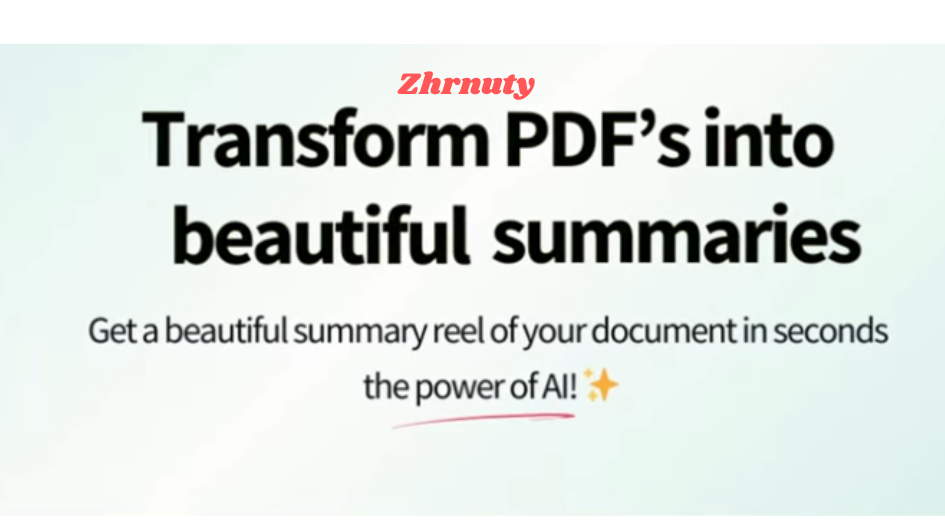 Zhrnuty
Transform PDF’s into
beautiful summaries
Get a beautiful summary reel of your document in seconds
the power of AI! ✨